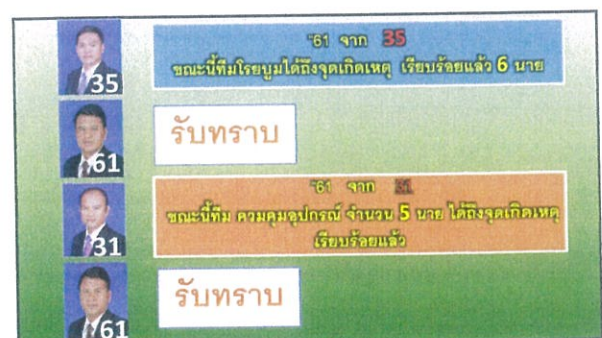 "61 จาก 35
ขณะนี้ทีมโรยบูมได้ถึงจุดเกิดเหตุ เรียบร้อยแล้ว 6 นาย
35
รับทราบ
61
"61 จาก 31
ขณะนี้ทีม ควมคุมอุปกรณ์ จำนวน 5 นาย ได้ถึงจุดเกิดเหตุ
เรียบร้อยแล้ว
31
รับทราบ
61